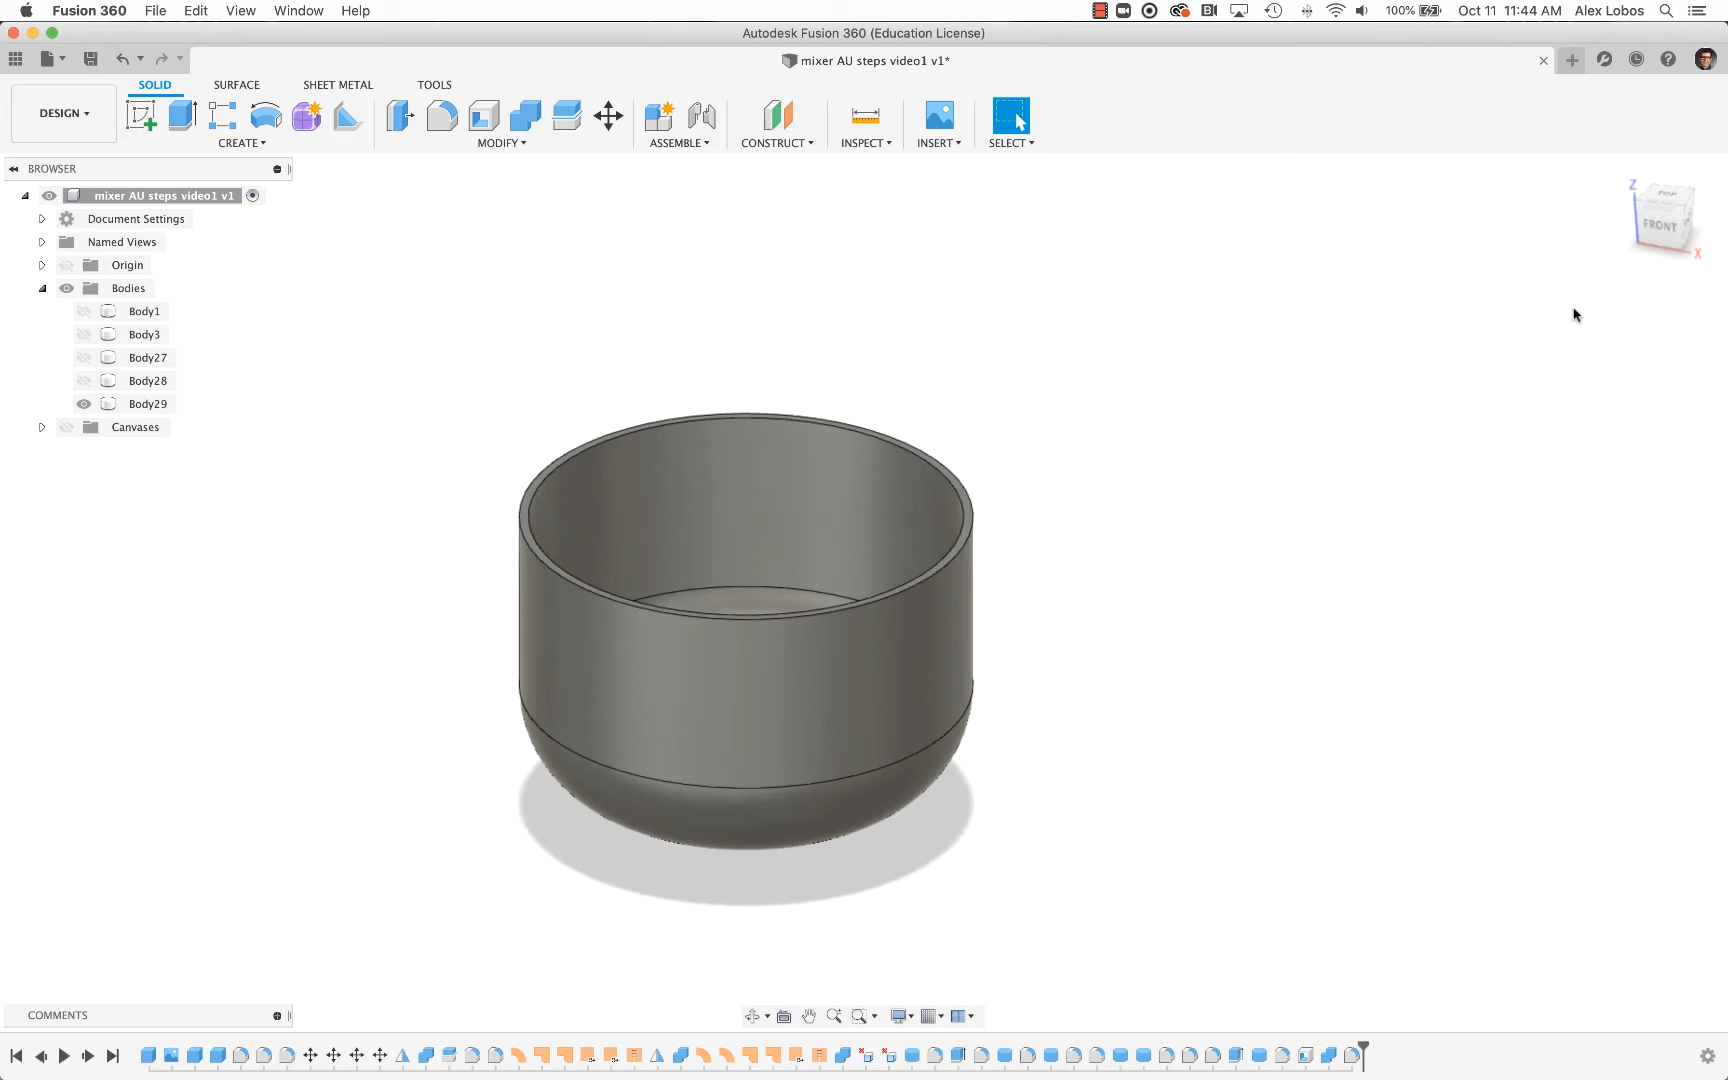 Fusion 360 File Edit View Window Help 100% Oct 11 11:44 AM Alex Lobos
Autodesk Fusion 360 (Education License)
mixer AU steps video1 v1*
SOLID SURFACE SHEET METAL TOOLS
DESIGN
CREATE MODIFY ASSEMBLE CONSTRUCT INSPECT INSERT SELECT
BROWSER
mixer AU steps video1 v1
Document Settings
Named Views
Origin
Bodies
Body1
Body3
Body27
Body28
Body29
Canvases
Z
TOP
FRONT
X
COMMENTS